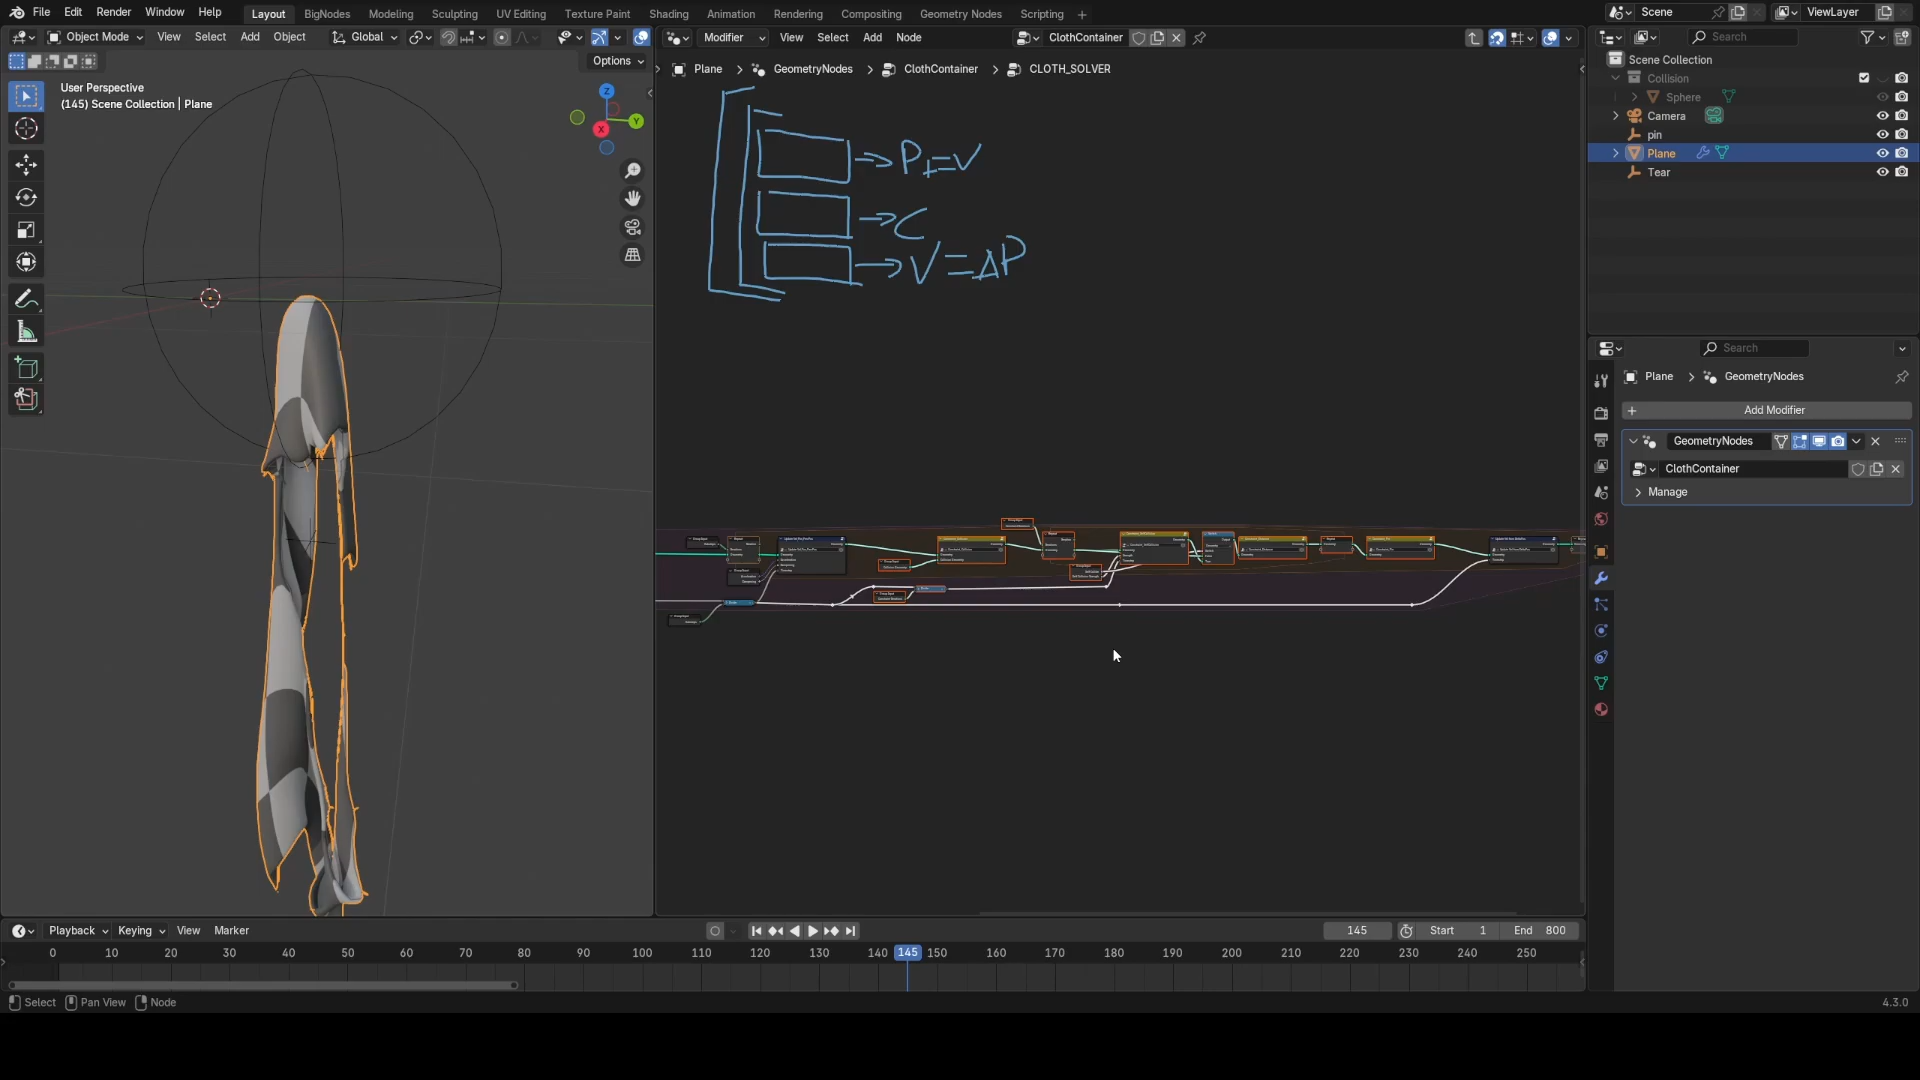 File Edit Render Window Help Layout BigNodes Modeling Sculpting UV Editing Texture Paint Shading Animation Rendering Compositing Geometry Nodes Scripting + Scene ViewLayer
Object Mode View Select Add Object Global Modifier View Select Add Node ClothContainer Search
Options
Plane > GeometryNodes > ClothContainer > CLOTH_SOLVER
Scene Collection
Collision
Sphere
Camera
pin
Plane
Tear
User Perspective
(145) Scene Collection | Plane
Z
Y
X
P+=V
C
V=ΔP
Search
Plane > GeometryNodes
+ Add Modifier
GeometryNodes
ClothContainer
Manage
Playback Keying View Marker 145 Start 1 End 800
0 10 20 30 40 50 60 70 80 90 100 110 120 130 140 145 150 160 170 180 190 200 210 220 230 240 250
Select Pan View Node 4.3.0